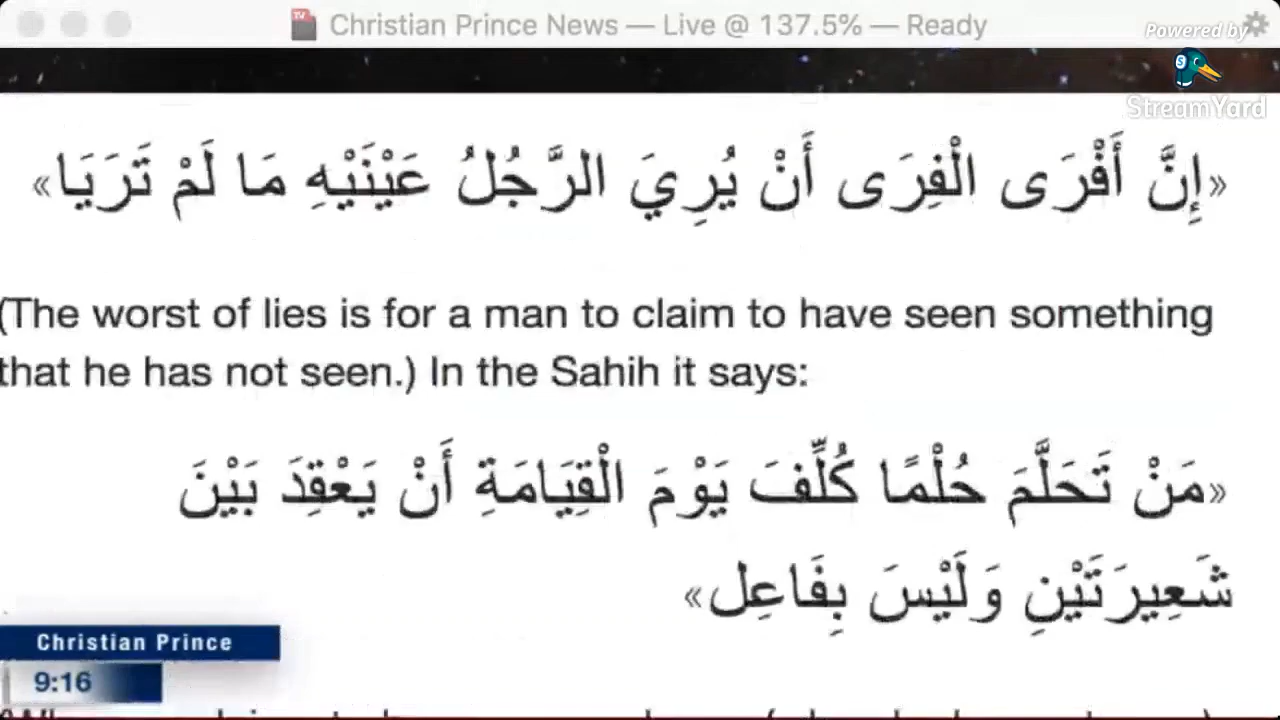 Christian Prince News — Live @ 137.5% — Ready
Powered by
StreamYard
«إِنَّ أَفْرَى الْفِرَى أَنْ يُرِيَ الرَّجُلُ عَيْنَيْهِ مَا لَمْ تَرَيَا»
(The worst of lies is for a man to claim to have seen something
that he has not seen.) In the Sahih it says:
«مَنْ تَحَلَّمَ حُلْمًا كُلِّفَ يَوْمَ الْقِيَامَةِ أَنْ يَعْقِدَ بَيْنَ
شَعِيرَتَيْنِ وَلَيْسَ بِفَاعِل»
Christian Prince
9:16